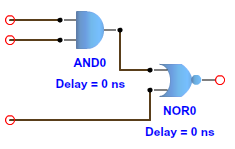 AND0
Delay = 0 ns
NOR0
Delay = 0 ns